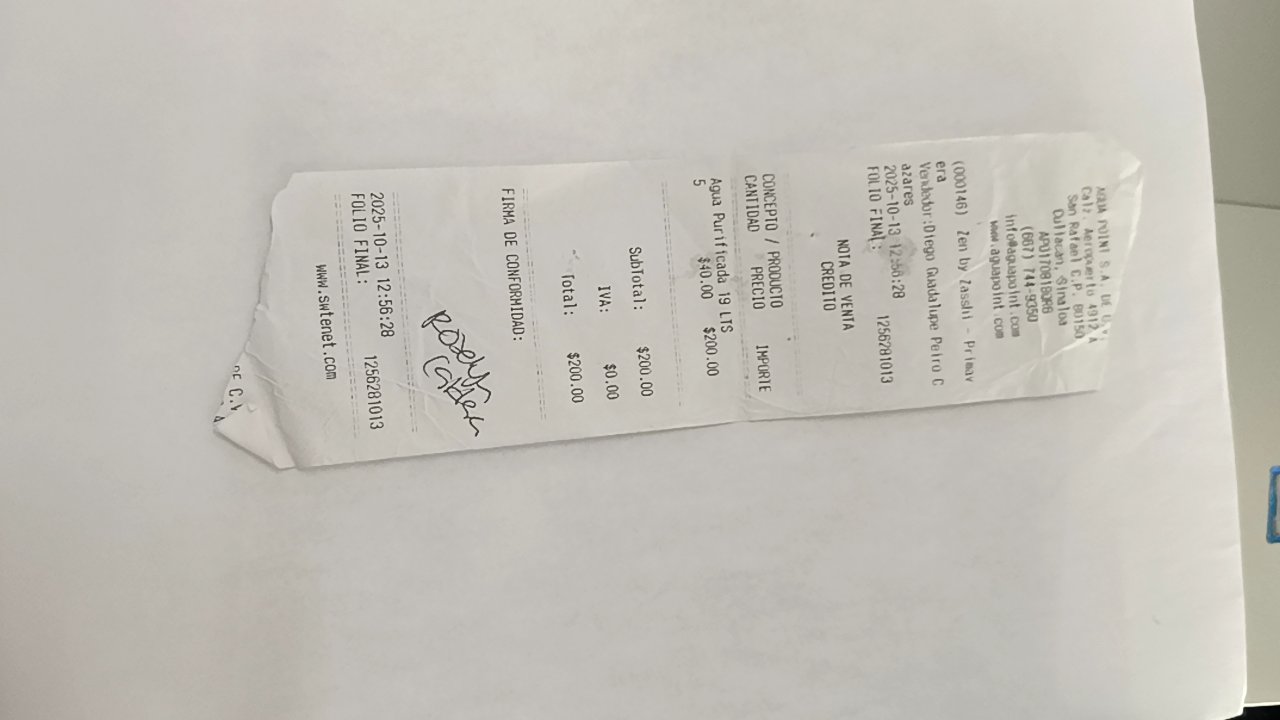 AGUA POINT S.A. DE C.V.
Calz. Aeropuerto 4912 A
San Rafael C.P. 80150
Culiacan, Sinaloa
APO170818QB8
(667) 744-9050
info@aguapoint.com
www.aguapoint.com
(000146) Zen by Zasshi - Primav
era
Vendedor:Diego Guadalupe Peiro C
azares
2025-10-13 12:56:28
FOLIO FINAL: 1256281013
NOTA DE VENTA
CREDITO
CONCEPTO / PRODUCTO
CANTIDAD PRECIO IMPORTE
Agua Purificada 19 LTS
5 $40.00 $200.00
SubTotal: $200.00
IVA: $0.00
Total: $200.00
FIRMA DE CONFORMIDAD:
2025-10-13 12:56:28
FOLIO FINAL: 1256281013
www.swtenet.com
DE C.V.